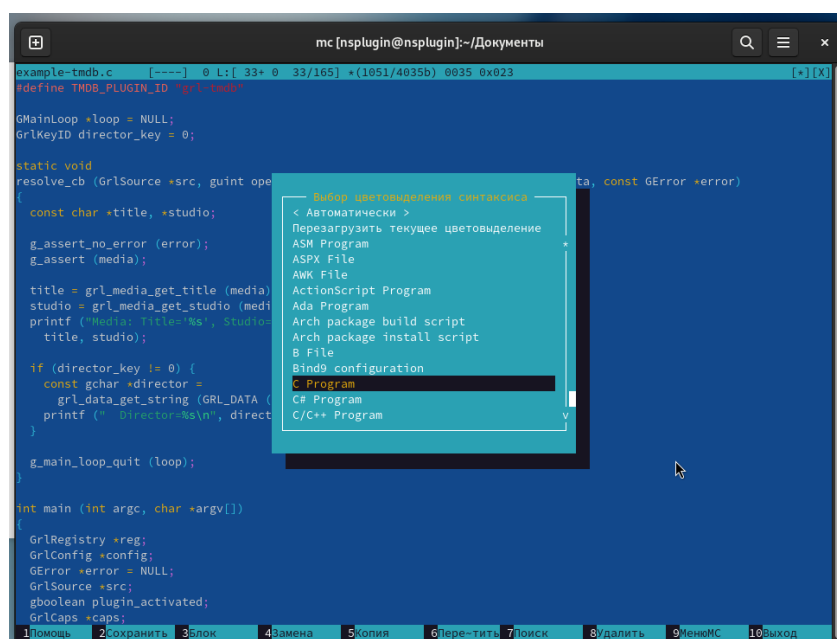 mc [nsplugin@nsplugin]:~/Документы
example-tmdb.c [----] 0 L:[ 33+ 0 33/165] *(1051/4035b) 0035 0x023 [*][X]
#define TMDB_PLUGIN_ID "grl-tmdb"
GMainLoop *loop = NULL;
GrlKeyID director_key = 0;
static void
resolve_cb (GrlSource *src, guint ope ta, const GError *error)
{
const char *title, *studio;
g_assert_no_error (error);
g_assert (media);
title = grl_media_get_title (media)
studio = grl_media_get_studio (medi
printf ("Media: Title='%s', Studio=
title, studio);
if (director_key != 0) {
const gchar *director =
grl_data_get_string (GRL_DATA (
printf (" Director=%s\n", direct
}
g_main_loop_quit (loop);
}
int main (int argc, char *argv[])
{
GrlRegistry *reg;
GrlConfig *config;
GError *error = NULL;
GrlSource *src;
gboolean plugin_activated;
GrlCaps *caps;
Выбор цветовыделения синтаксиса
< Автоматически >
Перезагрузить текущее цветовыделение
ASM Program
ASPX File
AWK File
ActionScript Program
Ada Program
Arch package build script
Arch package install script
B File
Bind9 configuration
C Program
C# Program
C/C++ Program
1Помощь 2Сохранить 3Блок 4Замена 5Копия 6Пере~тить 7Поиск 8Удалить 9МенюMC 10Выход